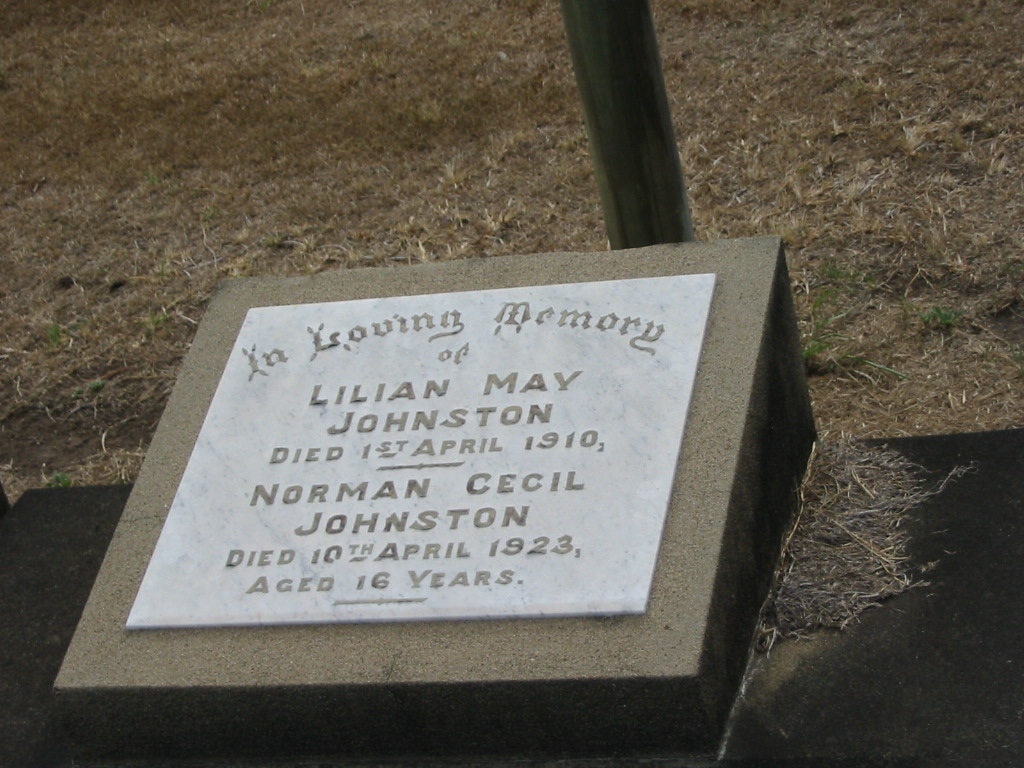 In Loving Memory
of
LILIAN MAY
JOHNSTON
DIED 1ST APRIL 1910,
NORMAN CECIL
JOHNSTON
DIED 10TH APRIL 1923,
AGED 16 YEARS.